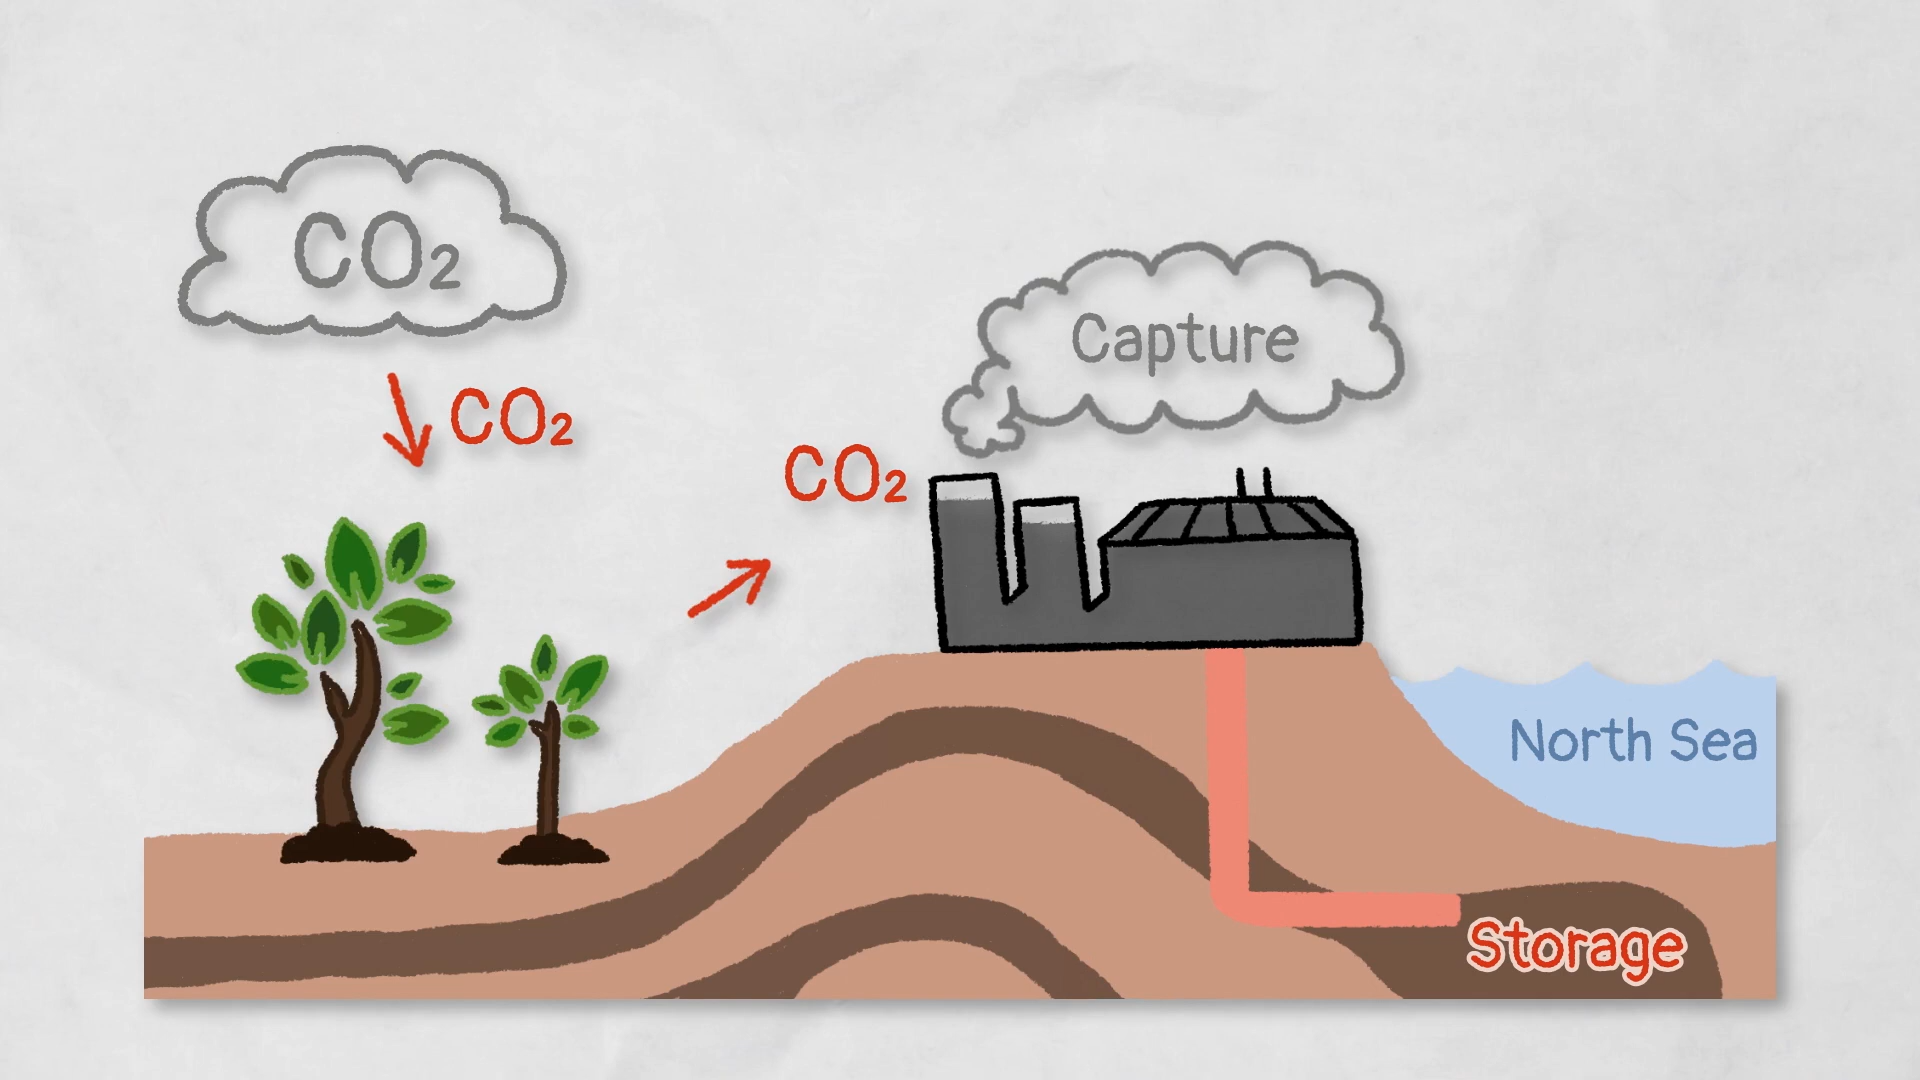 CO₂
CO₂
Capture
CO₂
North Sea
Storage